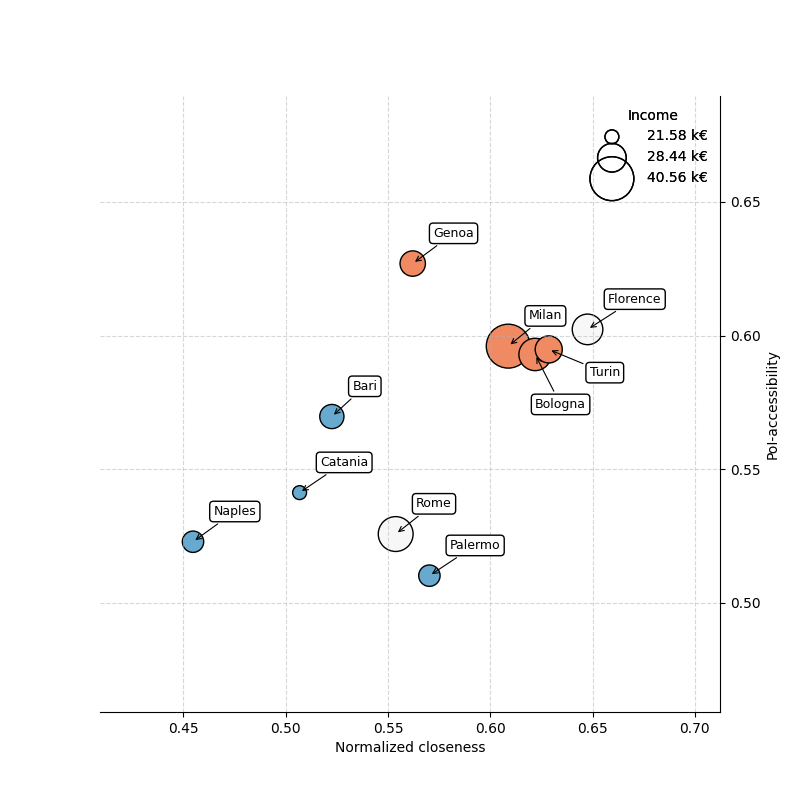 Income
21.58 k€
28.44 k€
40.56 k€
0.65
Genoa
Florence
Milan
0.60
Turin
Bari
Bologna
PoI-accessibility
Catania
0.55
Rome
Naples
Palermo
0.50
0.45 0.50 0.55 0.60 0.65 0.70
Normalized closeness